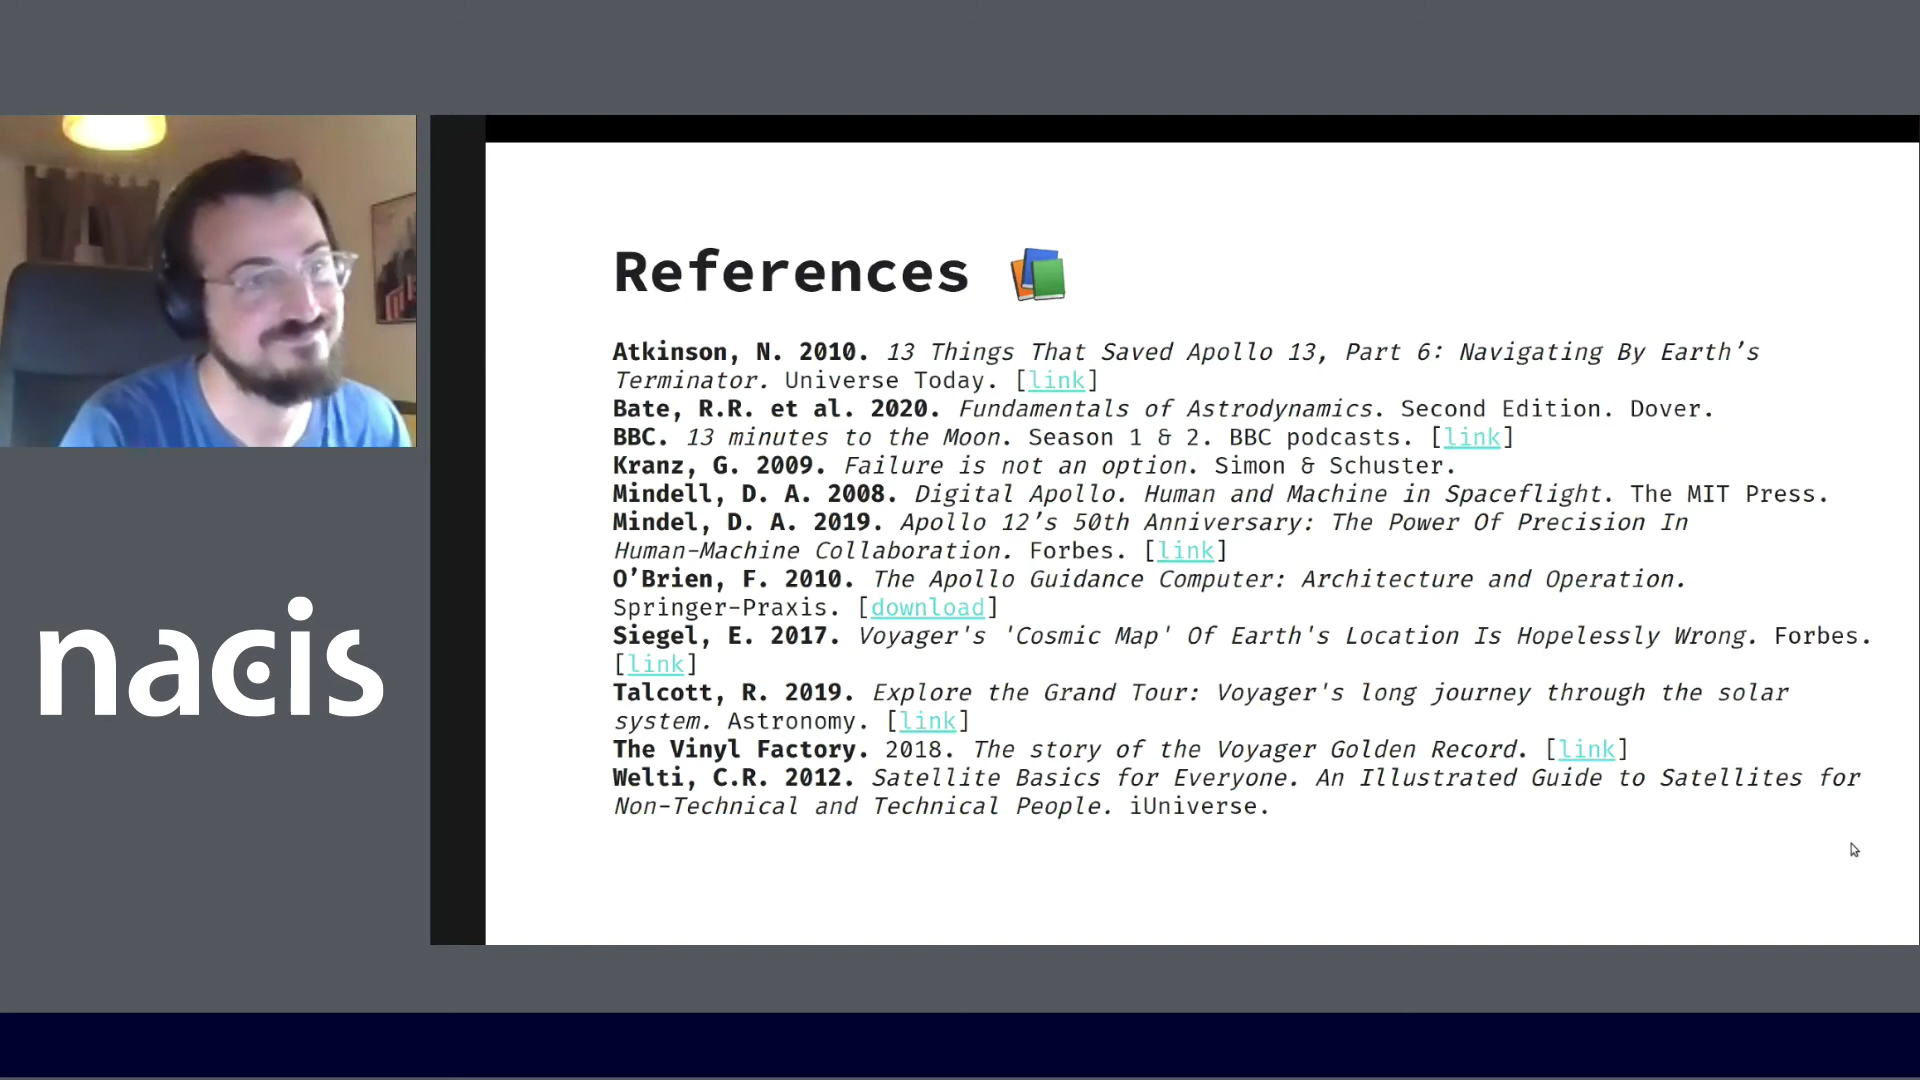 References
Atkinson, N. 2010. 13 Things That Saved Apollo 13, Part 6: Navigating By Earth’s
Terminator. Universe Today. [link]
Bate, R.R. et al. 2020. Fundamentals of Astrodynamics. Second Edition. Dover.
BBC. 13 minutes to the Moon. Season 1 & 2. BBC podcasts. [link]
Kranz, G. 2009. Failure is not an option. Simon & Schuster.
Mindell, D. A. 2008. Digital Apollo. Human and Machine in Spaceflight. The MIT Press.
Mindel, D. A. 2019. Apollo 12’s 50th Anniversary: The Power Of Precision In
Human-Machine Collaboration. Forbes. [link]
O’Brien, F. 2010. The Apollo Guidance Computer: Architecture and Operation.
Springer-Praxis. [download]
Siegel, E. 2017. Voyager's 'Cosmic Map' Of Earth's Location Is Hopelessly Wrong. Forbes.
[link]
Talcott, R. 2019. Explore the Grand Tour: Voyager's long journey through the solar
system. Astronomy. [link]
The Vinyl Factory. 2018. The story of the Voyager Golden Record. [link]
Welti, C.R. 2012. Satellite Basics for Everyone. An Illustrated Guide to Satellites for
Non-Technical and Technical People. iUniverse.
nacis